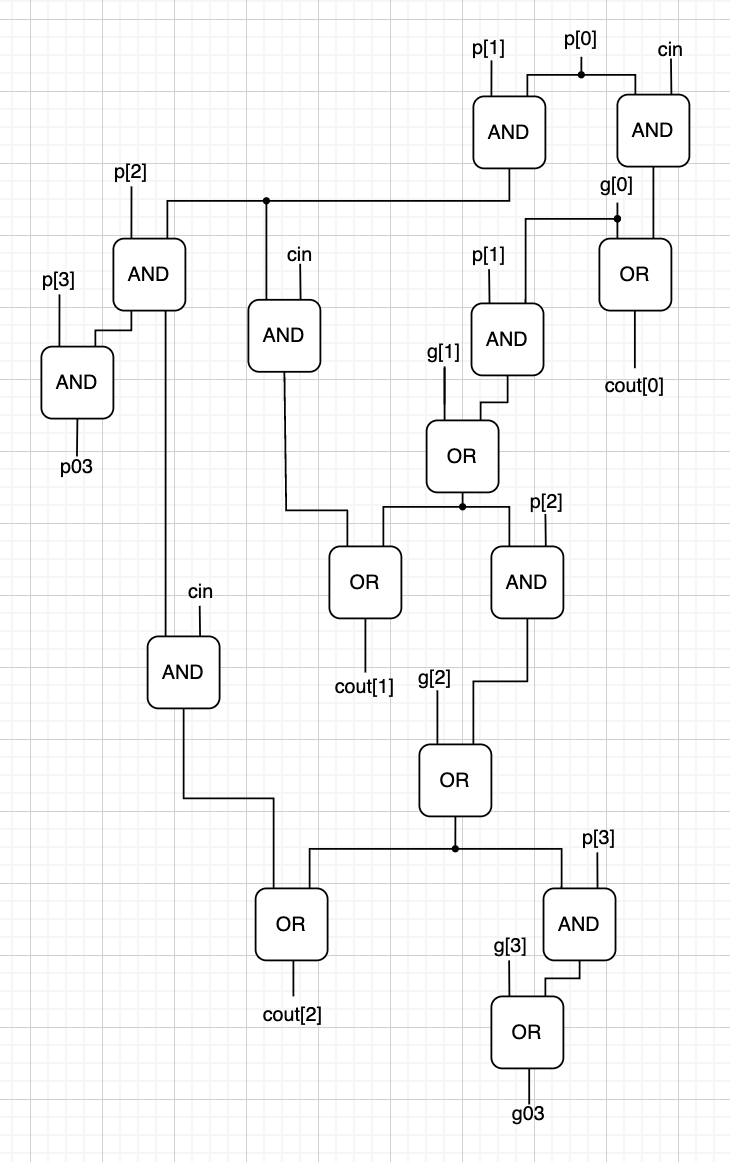 p[1]
p[0]
cin
AND
AND
p[2]
g[0]
p[1]
cin
AND
OR
p[3]
AND
AND
g[1]
AND
cout[0]
OR
p03
p[2]
OR
AND
cin
AND
cout[1]
g[2]
OR
p[3]
OR
AND
g[3]
cout[2]
OR
g03